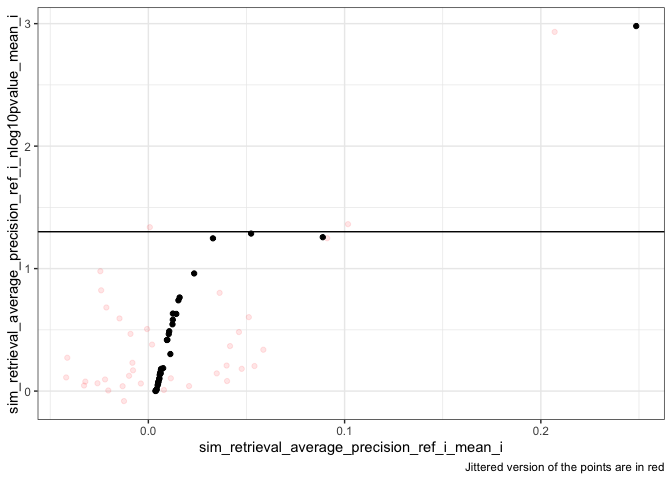 sim_retrieval_average_precision_ref_i_nlog10pvalue_mean_i
3
2
1
0
0.0
0.1
0.2
sim_retrieval_average_precision_ref_i_mean_i
Jittered version of the points are in red